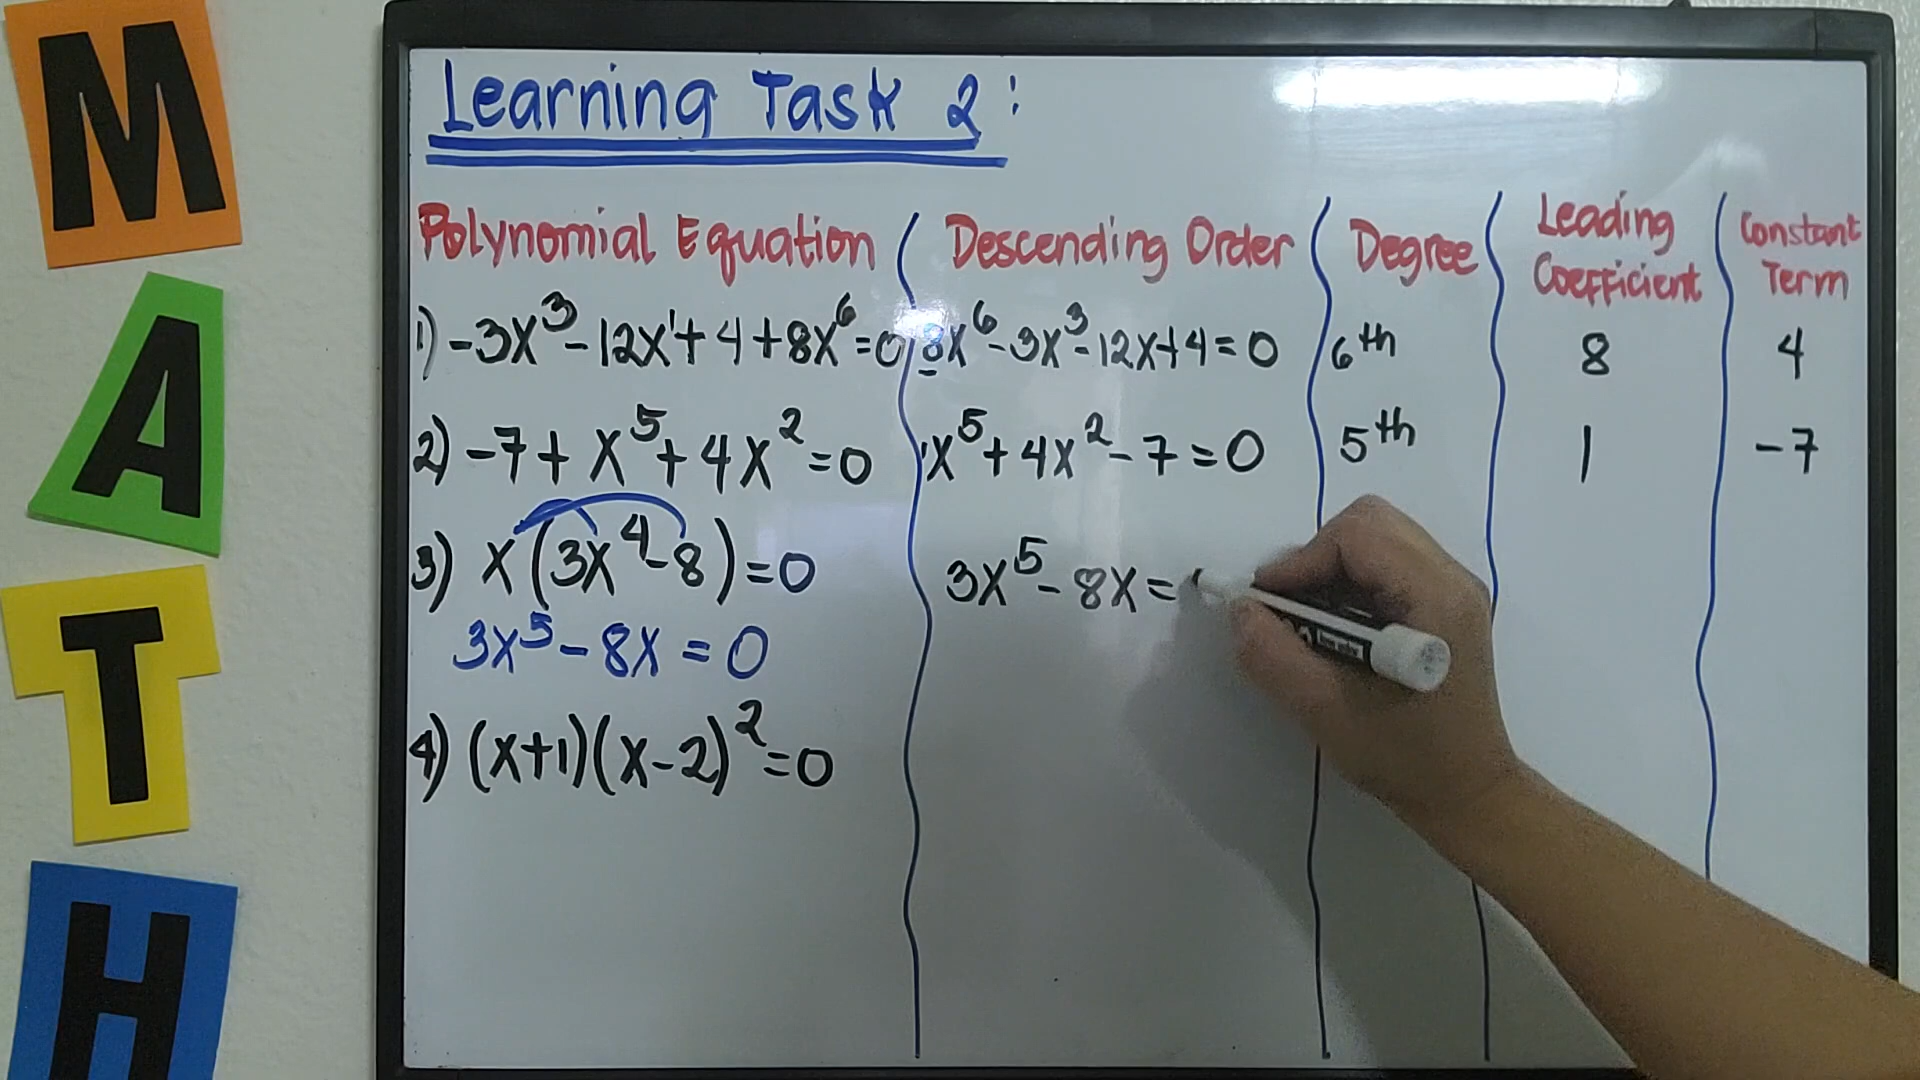 MATH
Learning Task 2:
Polynomial Equation Descending Order Degree Leading Coefficient Constant Term
1) -3x³ - 12x¹ + 4 + 8x⁶ = 0 8x⁶ - 3x³ - 12x + 4 = 0 6th 8 4
2) -7 + x⁵ + 4x² = 0 1x⁵ + 4x² - 7 = 0 5th 1 -7
3) x(3x⁴ - 8) = 0 3x⁵ - 8x =
3x⁵ - 8x = 0
4) (x+1)(x-2)² = 0